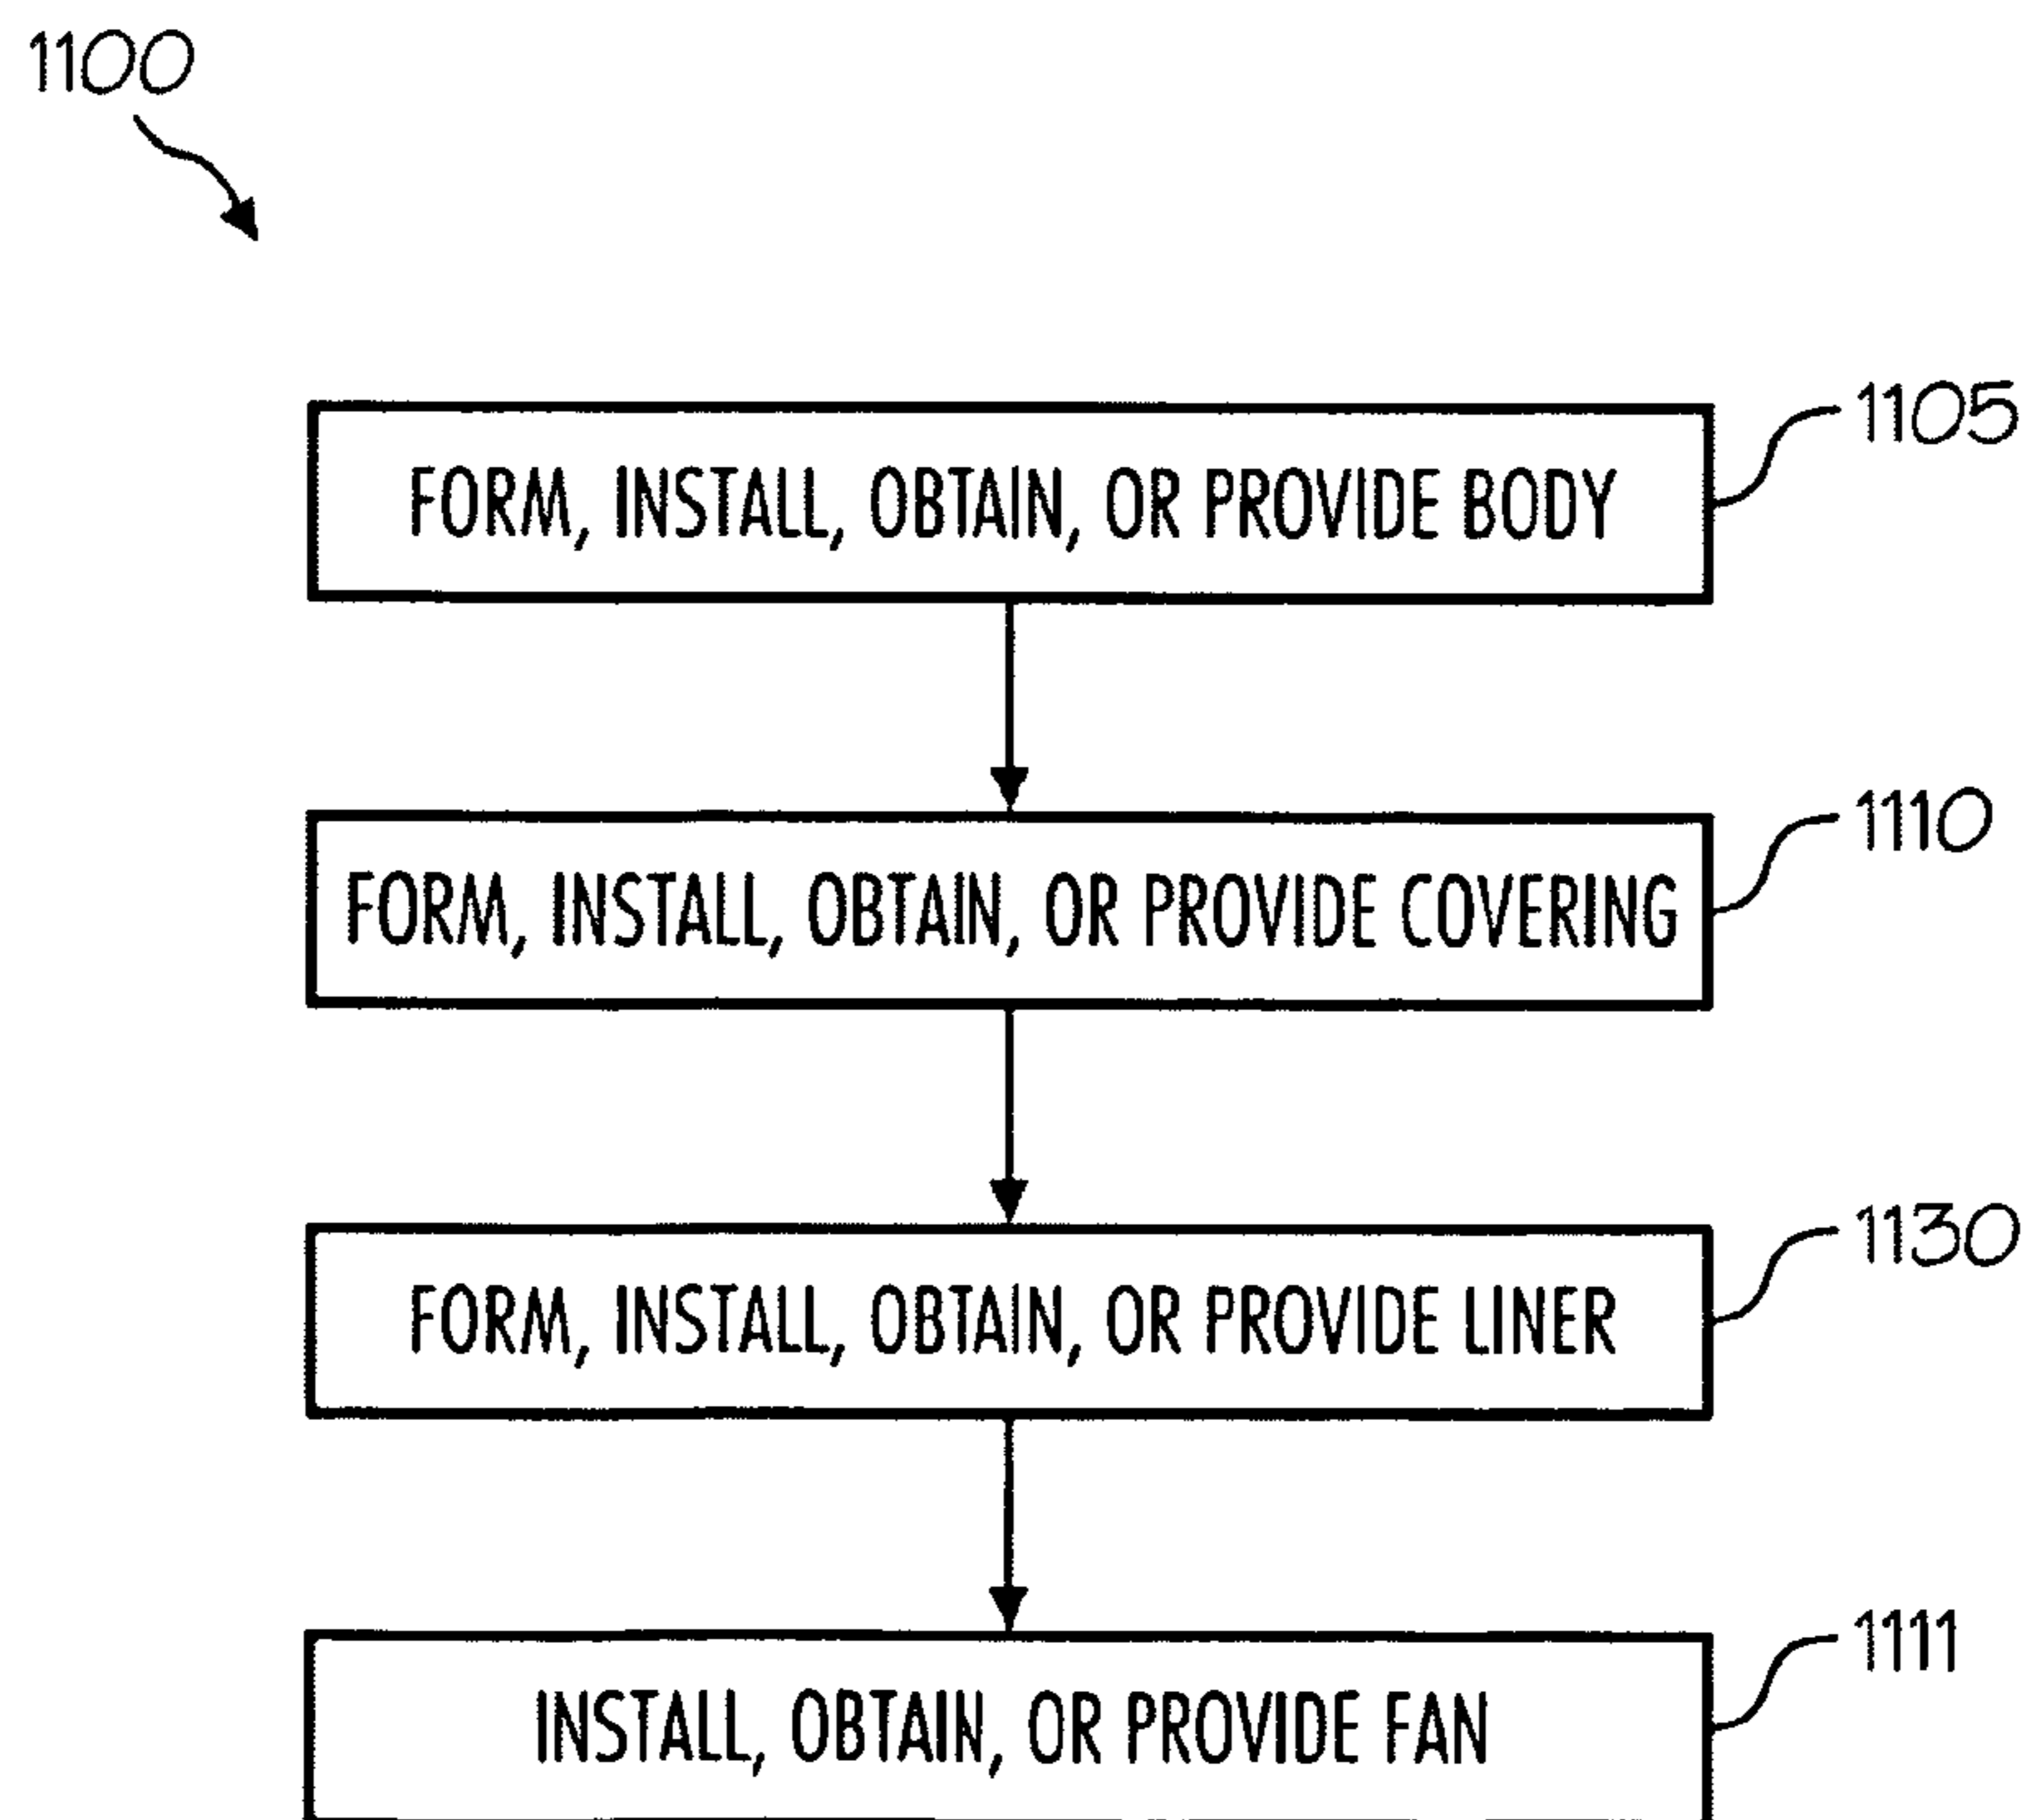 1100
1105
FORM, INSTALL, OBTAIN, OR PROVIDE BODY
1110
FORM, INSTALL, OBTAIN, OR PROVIDE COVERING
1130
FORM, INSTALL, OBTAIN, OR PROVIDE LINER
1111
INSTALL, OBTAIN, OR PROVIDE FAN